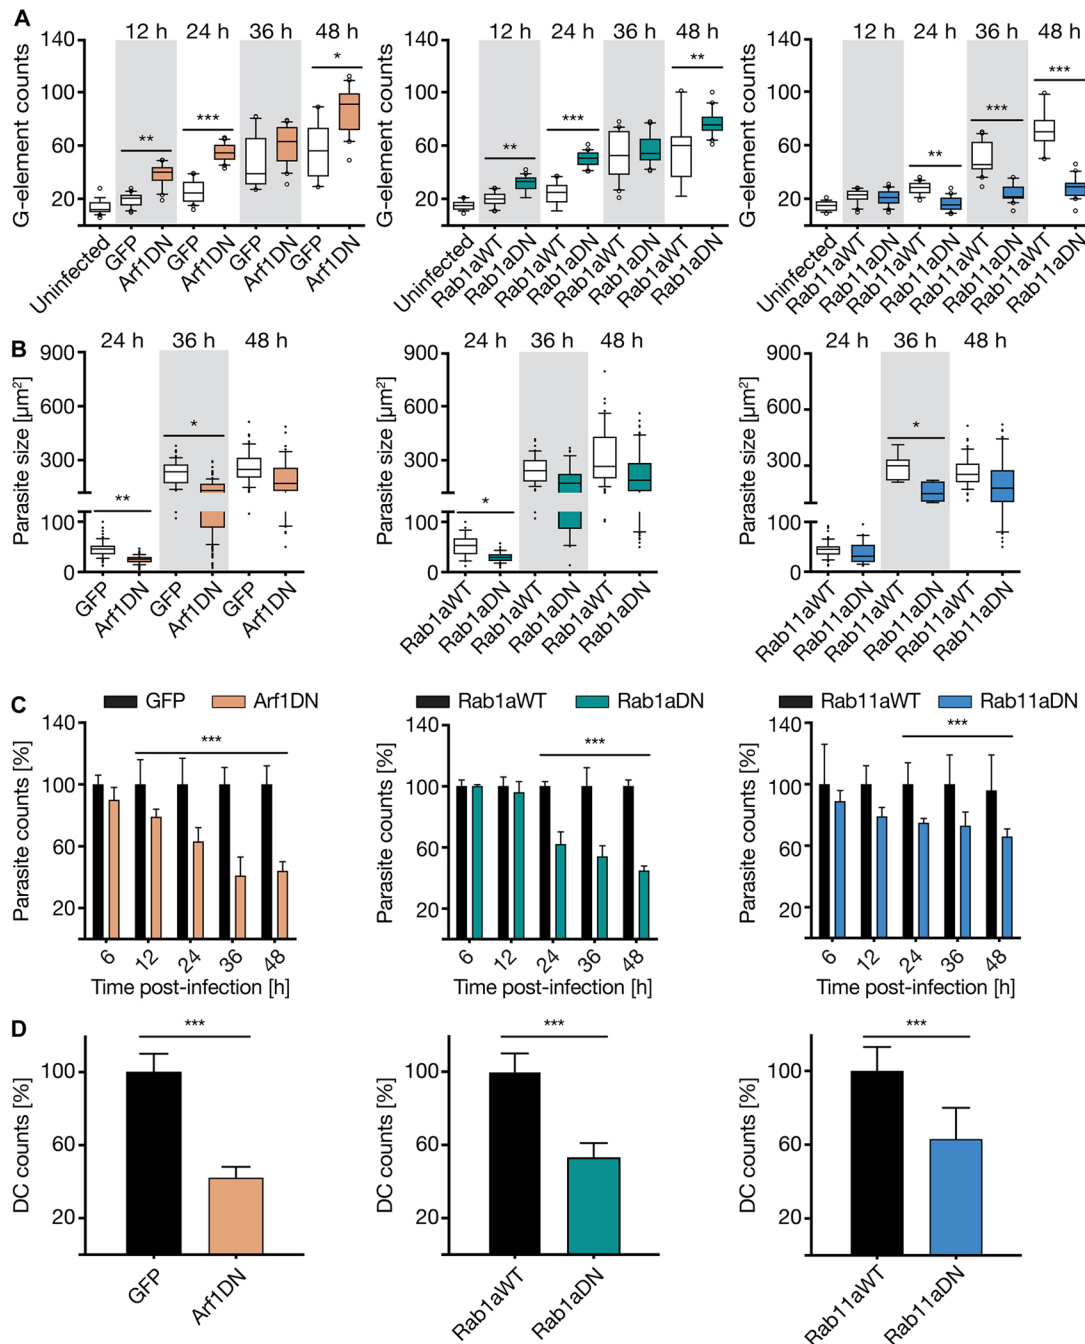 A
12 h 24 h 36 h 48 h
G-element counts
140
100
60
20
** *** *
Uninfected GFP Arf1DN GFP Arf1DN GFP Arf1DN GFP Arf1DN
12 h 24 h 36 h 48 h
G-element counts
140
100
60
20
** *** **
Uninfected Rab1aWT Rab1aDN Rab1aWT Rab1aDN Rab1aWT Rab1aDN Rab1aWT Rab1aDN
12 h 24 h 36 h 48 h
G-element counts
140
100
60
20
** *** ***
Uninfected Rab11aWT Rab11aDN Rab11aWT Rab11aDN Rab11aWT Rab11aDN Rab11aWT Rab11aDN
B
24 h 36 h 48 h
Parasite size [µm²]
900
600
300
100
0
** *
GFP Arf1DN GFP Arf1DN GFP Arf1DN
24 h 36 h 48 h
Parasite size [µm²]
900
600
300
100
0
*
Rab1aWT Rab1aDN Rab1aWT Rab1aDN Rab1aWT Rab1aDN
24 h 36 h 48 h
Parasite size [µm²]
900
600
300
100
0
*
Rab11aWT Rab11aDN Rab11aWT Rab11aDN Rab11aWT Rab11aDN
C
GFP Arf1DN
Parasite counts [%]
140
100
60
20
***
6 12 24 36 48
Time post-infection [h]
Rab1aWT Rab1aDN
Parasite counts [%]
140
100
60
20
***
6 12 24 36 48
Time post-infection [h]
Rab11aWT Rab11aDN
Parasite counts [%]
140
100
60
20
***
6 12 24 36 48
Time post-infection [h]
D
DC counts [%]
100
60
20
***
GFP Arf1DN
DC counts [%]
100
60
20
***
Rab1aWT Rab1aDN
DC counts [%]
100
60
20
***
Rab11aWT Rab11aDN